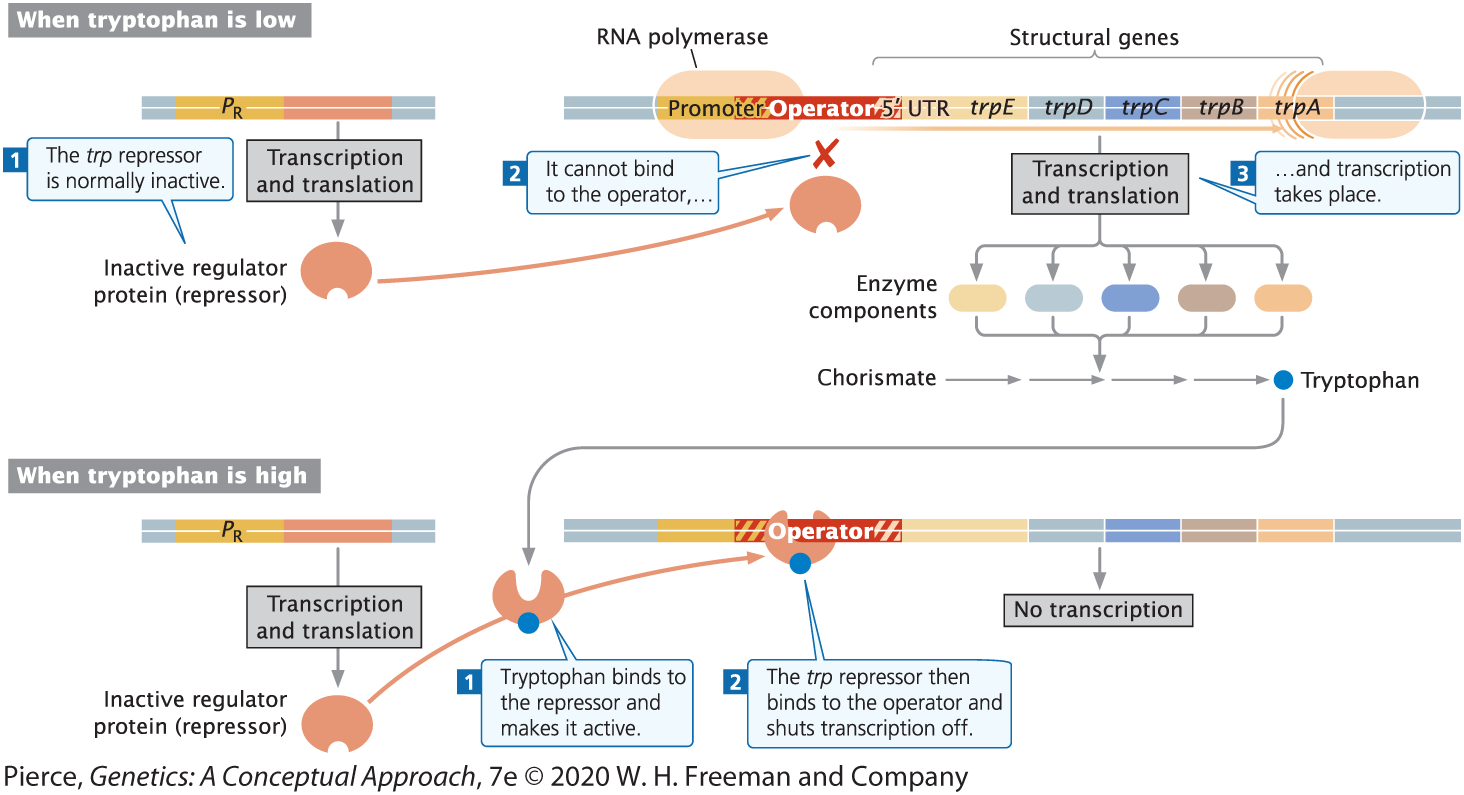 When tryptophan is low
RNA polymerase
Structural genes
PR
Promoter Operator 5′ UTR trpE trpD trpC trpB trpA
1 The trp repressor
is normally inactive.
Transcription
and translation
2 It cannot bind
to the operator,…
Transcription
and translation
3 …and transcription
takes place.
Inactive regulator
protein (repressor)
Enzyme
components
Chorismate
Tryptophan
When tryptophan is high
PR
Operator
Transcription
and translation
No transcription
Inactive regulator
protein (repressor)
1 Tryptophan binds to
the repressor and
makes it active.
2 The trp repressor then
binds to the operator and
shuts transcription off.
Pierce, Genetics: A Conceptual Approach, 7e © 2020 W. H. Freeman and Company